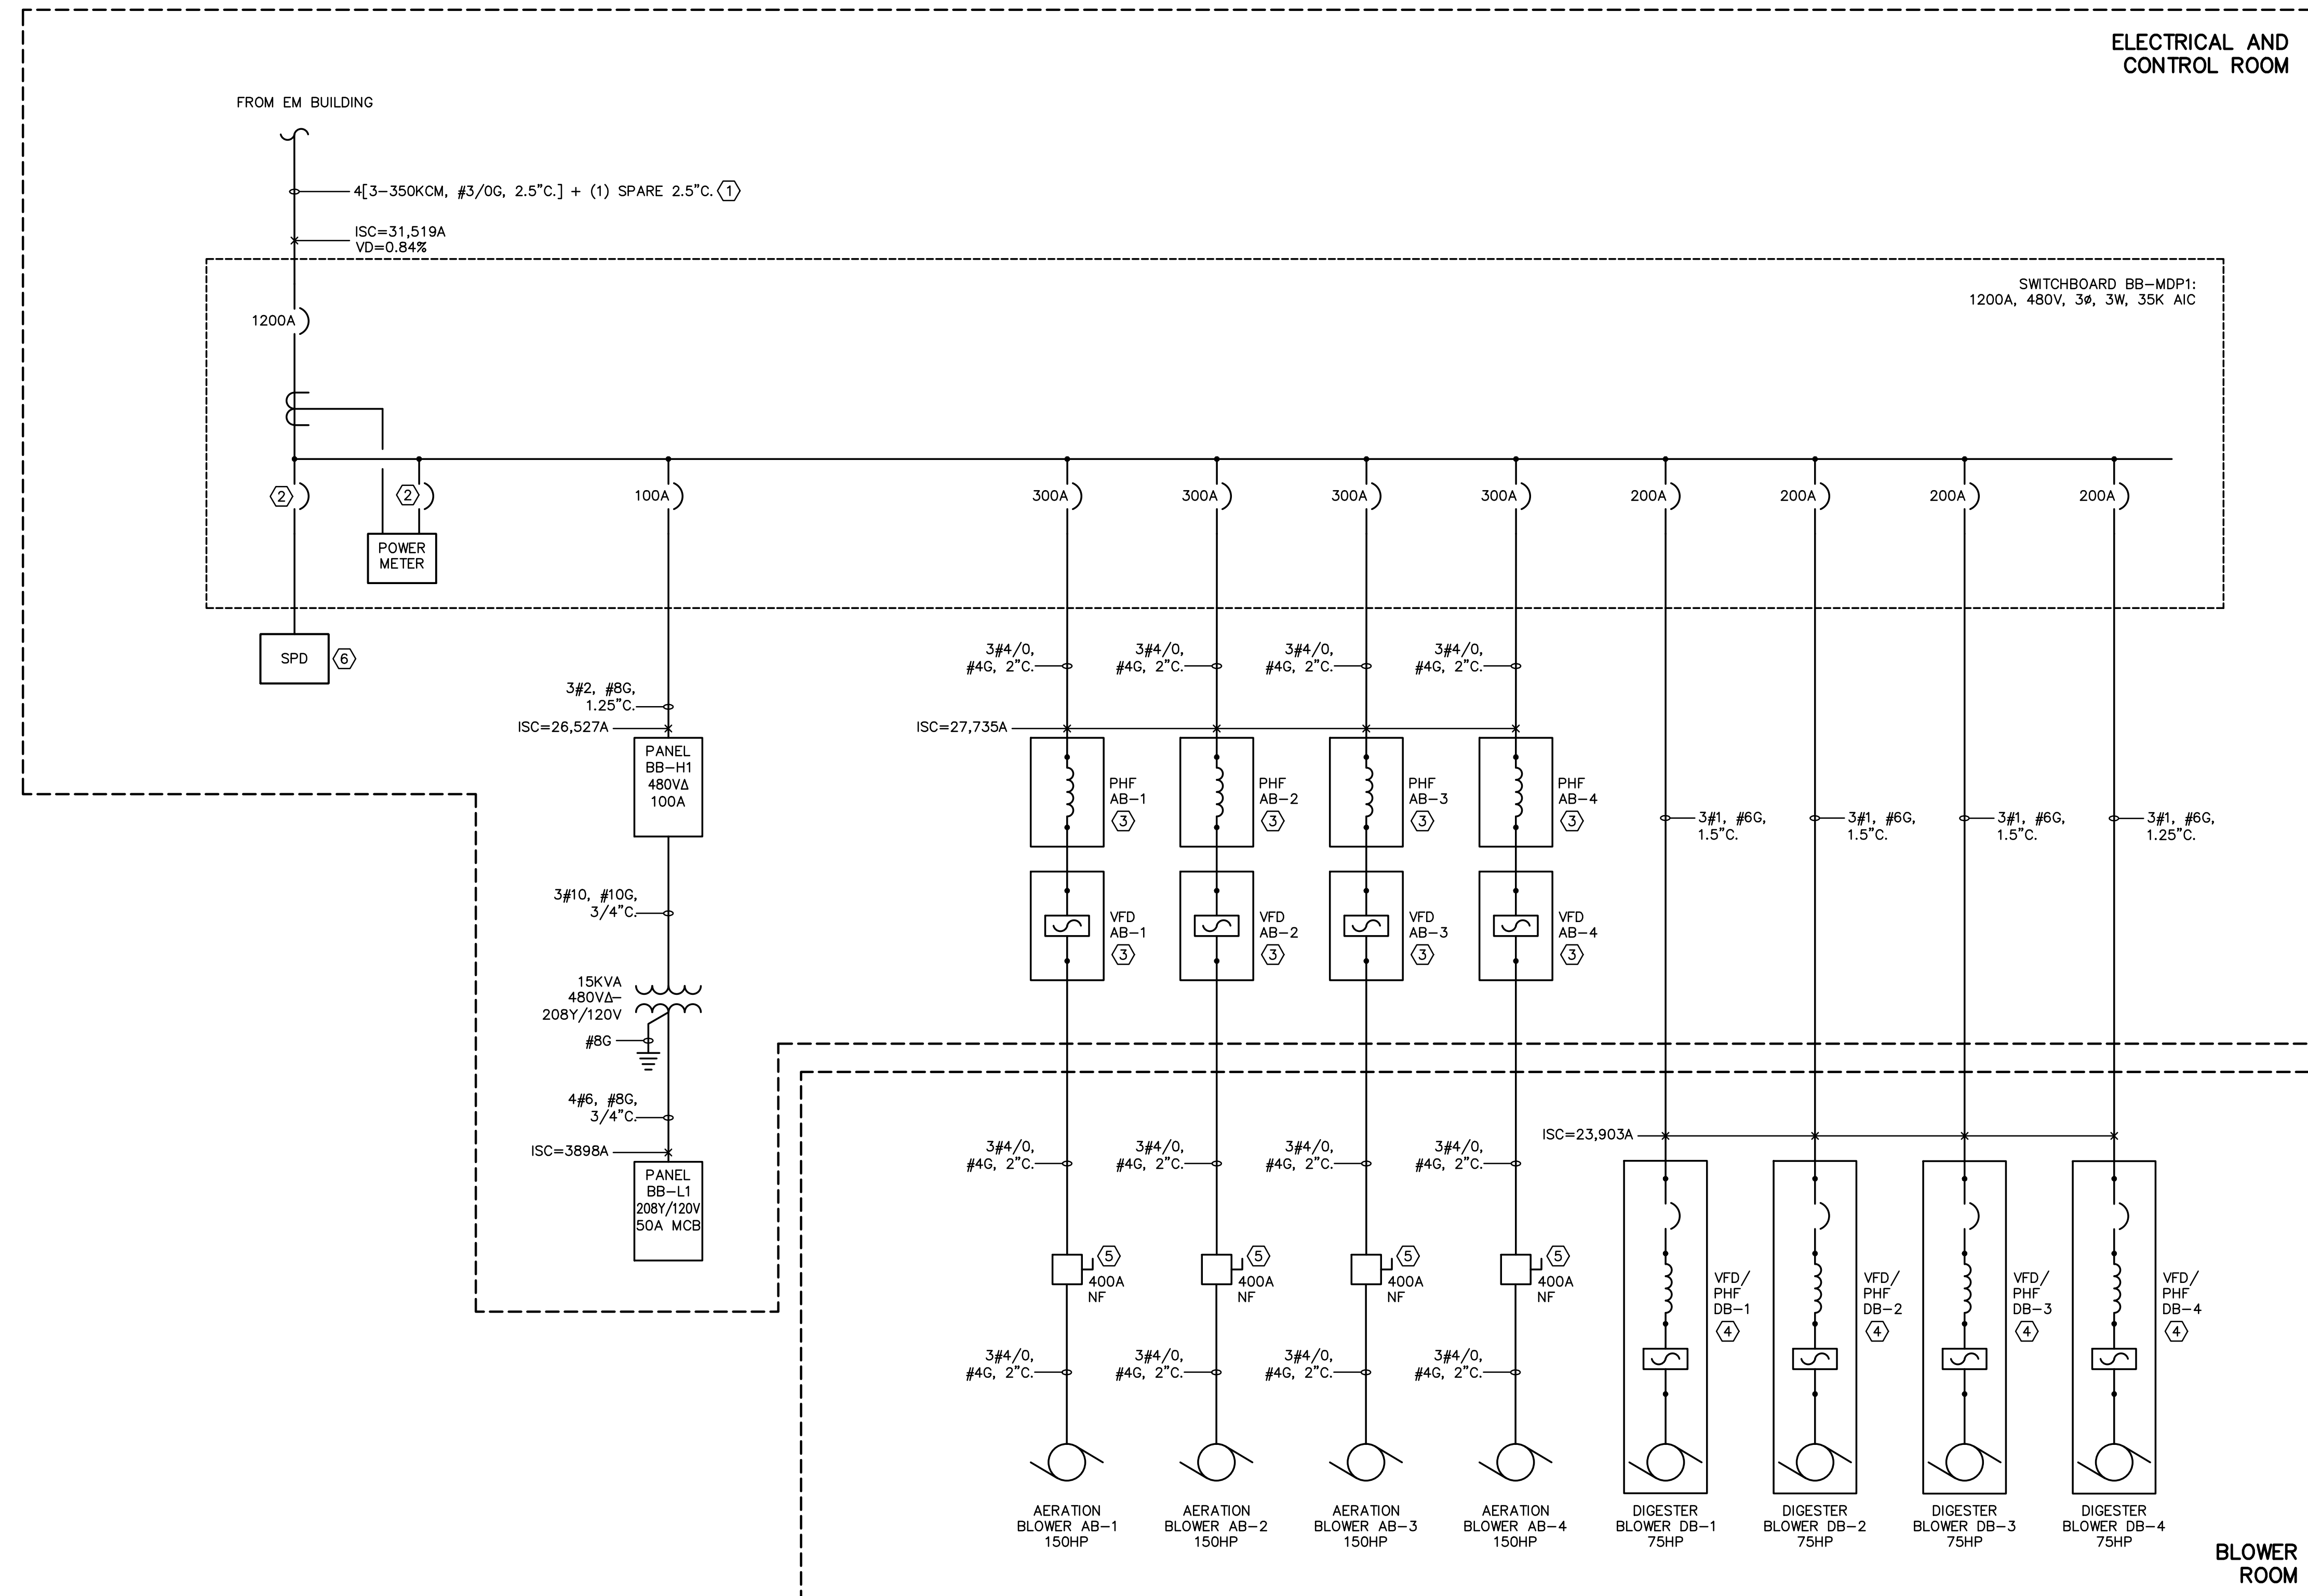 ELECTRICAL AND
CONTROL ROOM
FROM EM BUILDING
4[3-350KCM, #3/0G, 2.5"C.] + (1) SPARE 2.5"C. 1
ISC=31,519A
VD=0.84%
SWITCHBOARD BB-MDP1:
1200A, 480V, 3ø, 3W, 35K AIC
1200A
2
2
100A
300A
300A
300A
300A
200A
200A
200A
200A
POWER
METER
SPD
6
3#2, #8G,
1.25"C.
ISC=26,527A
PANEL
BB-H1
480VΔ
100A
3#10, #10G,
3/4"C.
15KVA
480VΔ-
208Y/120V
#8G
4#6, #8G,
3/4"C.
ISC=3898A
PANEL
BB-L1
208Y/120V
50A MCB
3#4/0,
#4G, 2"C.
3#4/0,
#4G, 2"C.
3#4/0,
#4G, 2"C.
3#4/0,
#4G, 2"C.
ISC=27,735A
PHF
AB-1
3
PHF
AB-2
3
PHF
AB-3
3
PHF
AB-4
3
VFD
AB-1
3
VFD
AB-2
3
VFD
AB-3
3
VFD
AB-4
3
3#1, #6G,
1.5"C.
3#1, #6G,
1.5"C.
3#1, #6G,
1.5"C.
3#1, #6G,
1.25"C.
3#4/0,
#4G, 2"C.
3#4/0,
#4G, 2"C.
3#4/0,
#4G, 2"C.
3#4/0,
#4G, 2"C.
ISC=23,903A
5
400A
NF
5
400A
NF
5
400A
NF
5
400A
NF
VFD/
PHF
DB-1
4
VFD/
PHF
DB-2
4
VFD/
PHF
DB-3
4
VFD/
PHF
DB-4
4
3#4/0,
#4G, 2"C.
3#4/0,
#4G, 2"C.
3#4/0,
#4G, 2"C.
3#4/0,
#4G, 2"C.
AERATION
BLOWER AB-1
150HP
AERATION
BLOWER AB-2
150HP
AERATION
BLOWER AB-3
150HP
AERATION
BLOWER AB-4
150HP
DIGESTER
BLOWER DB-1
75HP
DIGESTER
BLOWER DB-2
75HP
DIGESTER
BLOWER DB-3
75HP
DIGESTER
BLOWER DB-4
75HP
BLOWER
ROOM